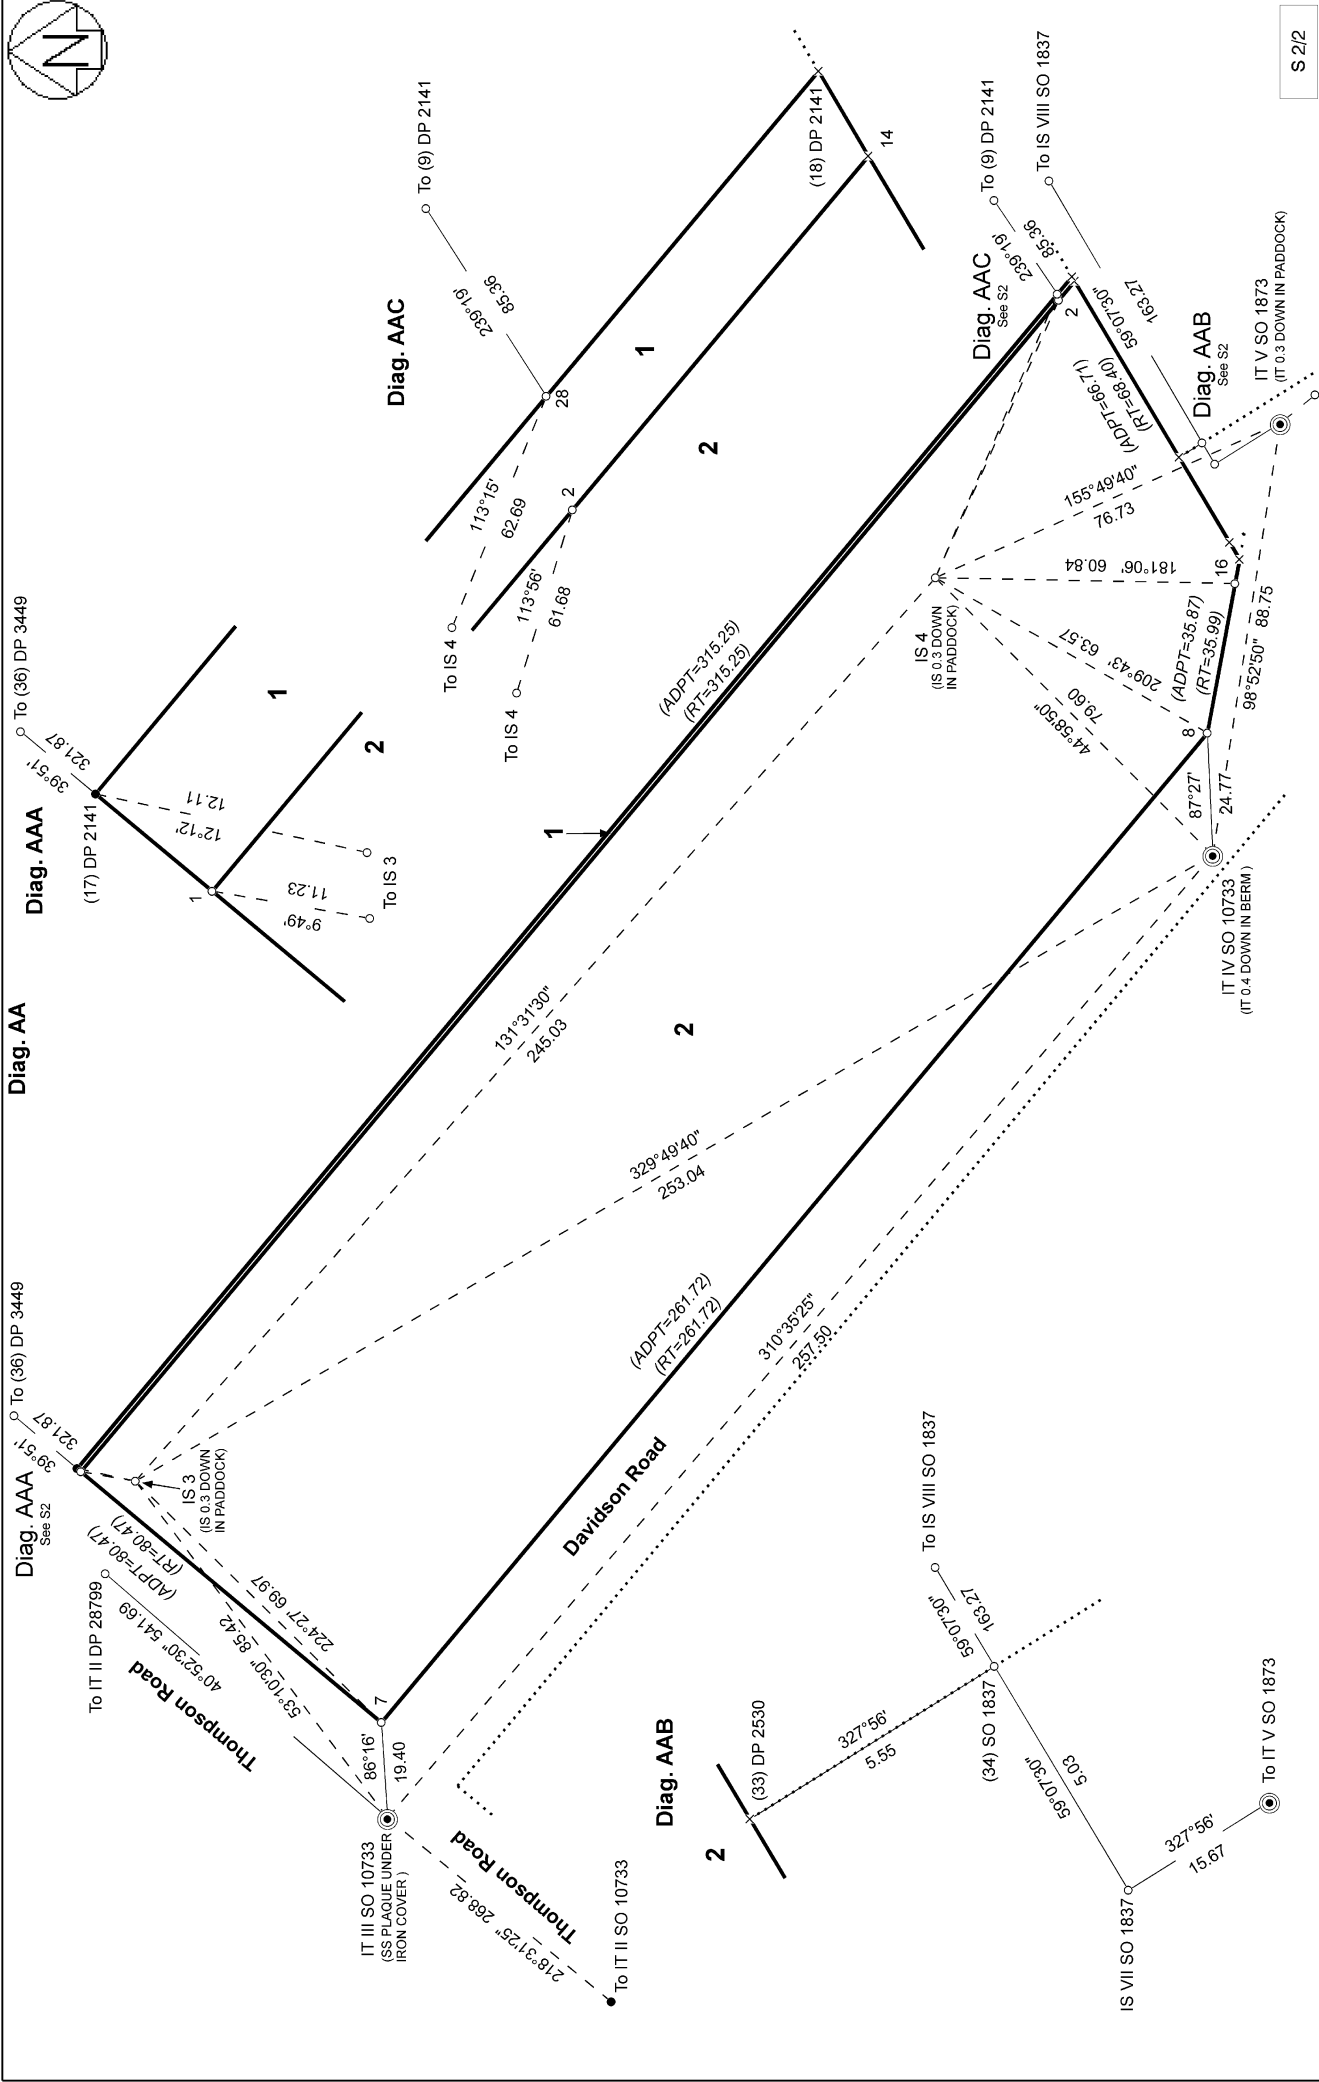 N
Diag. AA
S 2/2
Diag. AAA
See S2
To (36) DP 3449
39°51'
321.87
IS 3
(IS 0.3 DOWN
IN PADDOCK)
(ADPT=80.47)
(RT=80.47)
To IT II DP 28799
40°52'30" 541.69
Thompson Road
53°10'30" 85.42
224°27' 69.97
7
86°16'
19.40
IT III SO 10733
(SS PLAQUE UNDER
IRON COVER )
Thompson Road
218°31'25" 268.82
To IT II SO 10733
Davidson Road
(ADPT=261.72)
(RT=261.72)
310°35'25"
257.50
329°49'40"
253.04
131°31'30"
245.03
2
1
(ADPT=315.25)
(RT=315.25)
IS 4
(IS 0.3 DOWN
IN PADDOCK)
44°58'50"
79.60
209°43'
63.57
181°06'
60.84
155°49'40"
76.73
8
16
87°27'
24.77
98°52'50"
88.75
(ADPT=35.87)
(RT=35.99)
IT IV SO 10733
(IT 0.4 DOWN IN BERM )
IT V SO 1873
(IT 0.3 DOWN IN PADDOCK)
Diag. AAB
See S2
(ADPT=66.71)
(RT=68.40)
59°07'30"
163.27
To IS VIII SO 1837
Diag. AAC
See S2
2
239°19'
85.36
To (9) DP 2141
Diag. AAA
To (36) DP 3449
39°51'
321.87
(17) DP 2141
12°12'
12.11
1
9°49'
11.23
To IS 3
1
2
Diag. AAC
To (9) DP 2141
239°19'
85.36
28
113°15'
62.69
To IS 4
2
113°56'
61.68
To IS 4
1
2
(18) DP 2141
14
Diag. AAB
2
(33) DP 2530
327°56'
5.55
(34) SO 1837
59°07'30"
163.27
To IS VIII SO 1837
59°07'30"
5.03
IS VII SO 1837
327°56'
15.67
To IT V SO 1873